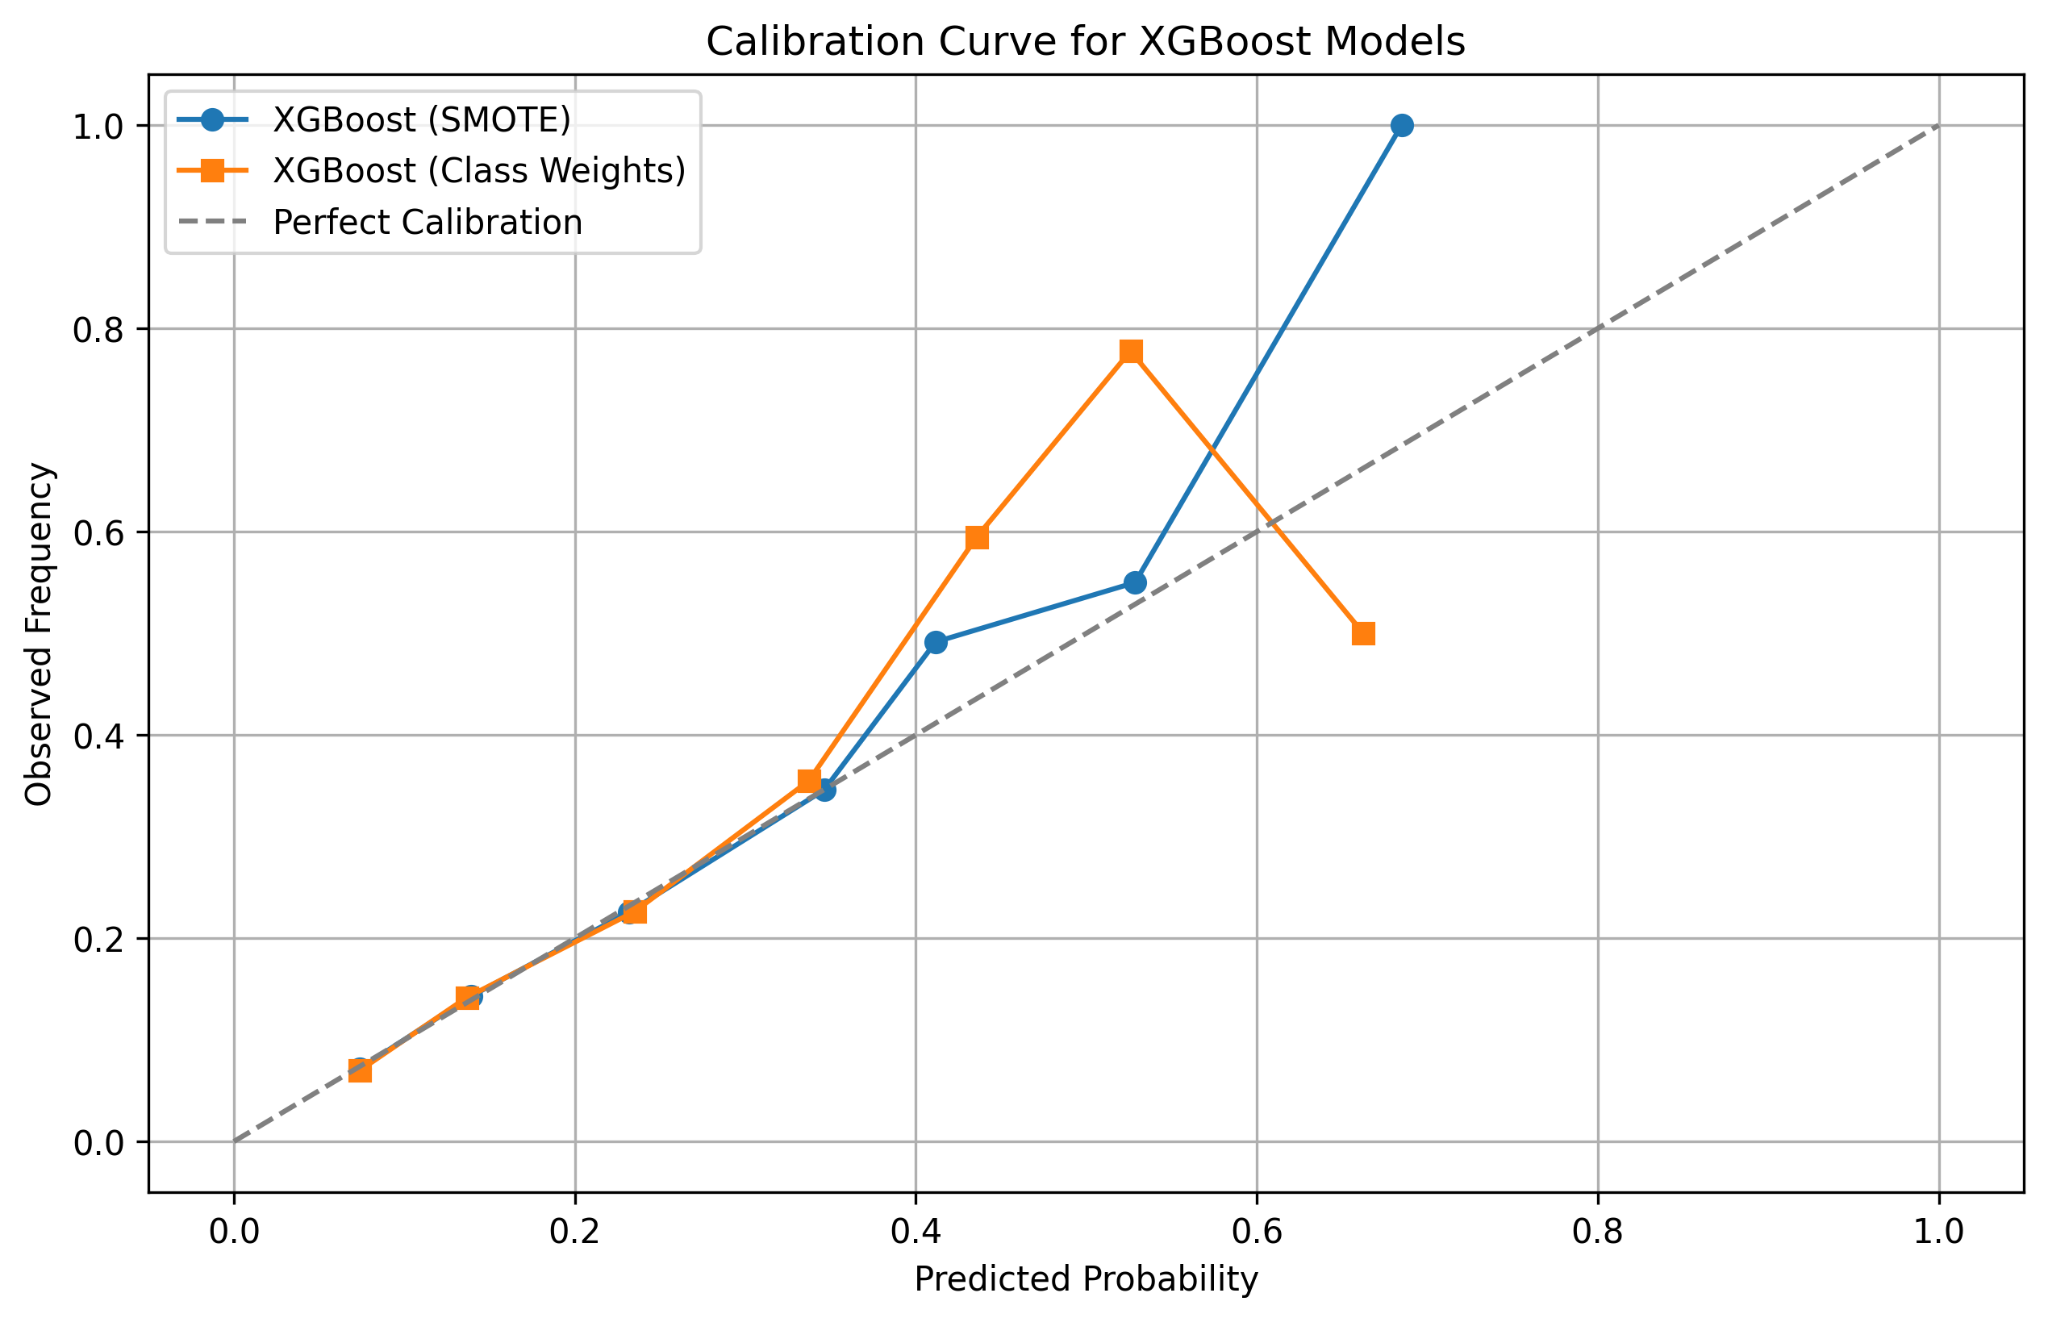 Calibration Curve for XGBoost Models
XGBoost (SMOTE)
XGBoost (Class Weights)
Perfect Calibration
Observed Frequency
1.0
0.8
0.6
0.4
0.2
0.0
0.0 0.2 0.4 0.6 0.8 1.0
Predicted Probability